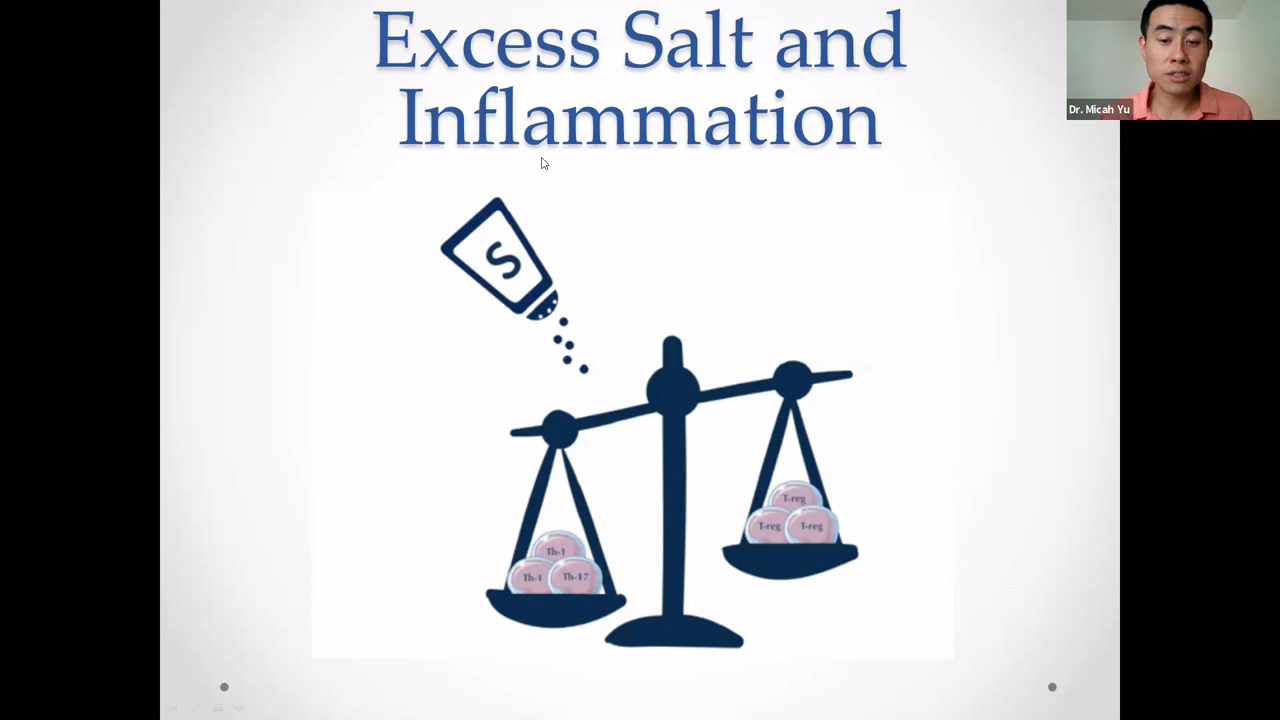 Excess Salt and
Inflammation
Dr. Micah Yu
S
T-reg
T-reg T-reg
Th-1
Th-1 Th-17